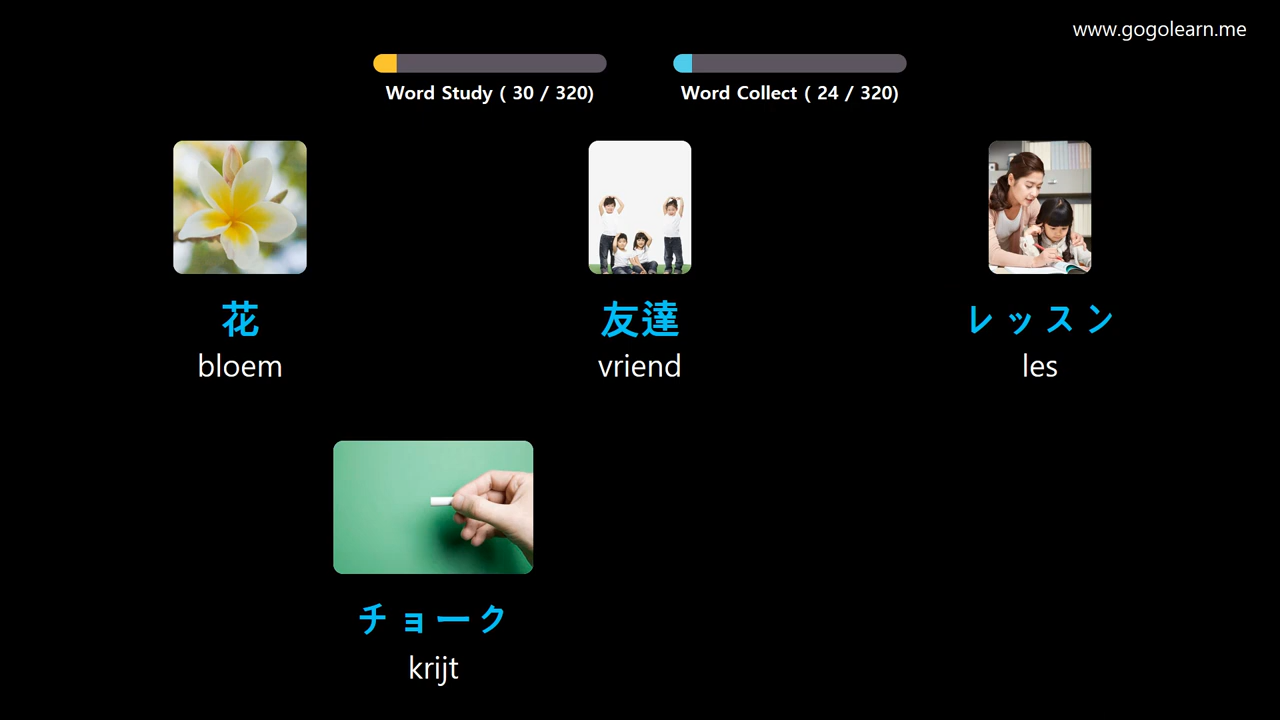 www.gogolearn.me
Word Study ( 30 / 320)
Word Collect ( 24 / 320)
花
bloem
友達
vriend
レッスン
les
チョーク
krijt